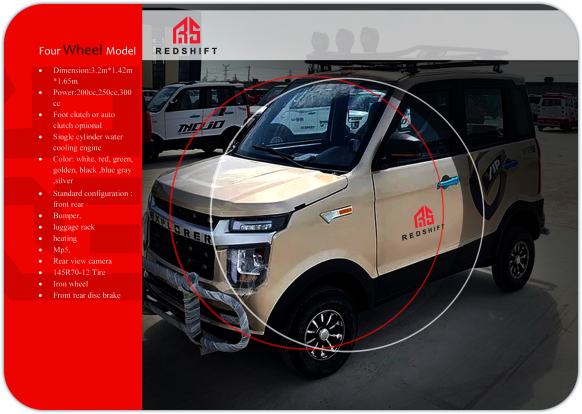 Four Wheel Model
REDSHIFT
• Dimension:3.2m*1.42m
*1.65m
• Power:200cc,250cc,300
cc
• Foot clutch or auto
clutch optional
• Single cylinder water
cooling engine
• Color: white, red, green,
golden, black ,blue gray
,silver
• Standard configuration :
front rear
• Bumper,
• luggage rack
• heating
• Mp5,
• Rear view camera
• 145R70-12 Tire
• Iron wheel
• Front rear disc brake
VIP
REDSHIFT